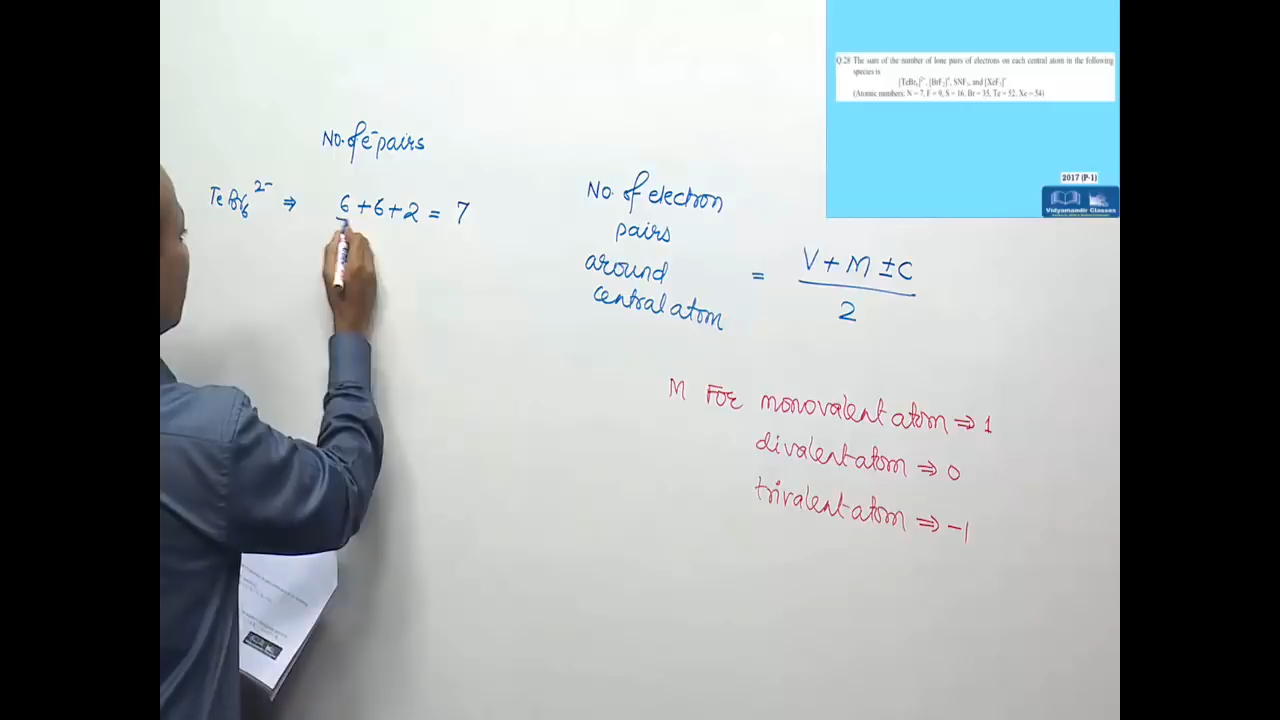 Q.28 The sum of the number of lone pairs of electrons on each central atom in the following
species is
[TeBr₆]²⁻, [BrF₂]⁺, SNF₃, and [XeF₃]⁻
(Atomic numbers: N = 7, F = 9, S = 16, Br = 35, Te = 52, Xe = 54)
2017 (P-1)
Vidyamandir Classes
No. of e⁻ pairs
TeBr₆²⁻ ⇒ 6+6+2 = 7
No. of electron
pairs
around
central atom
= V + M ± C
2
M For monovalent atom ⇒ 1
divalent atom ⇒ 0
trivalent atom ⇒ -1